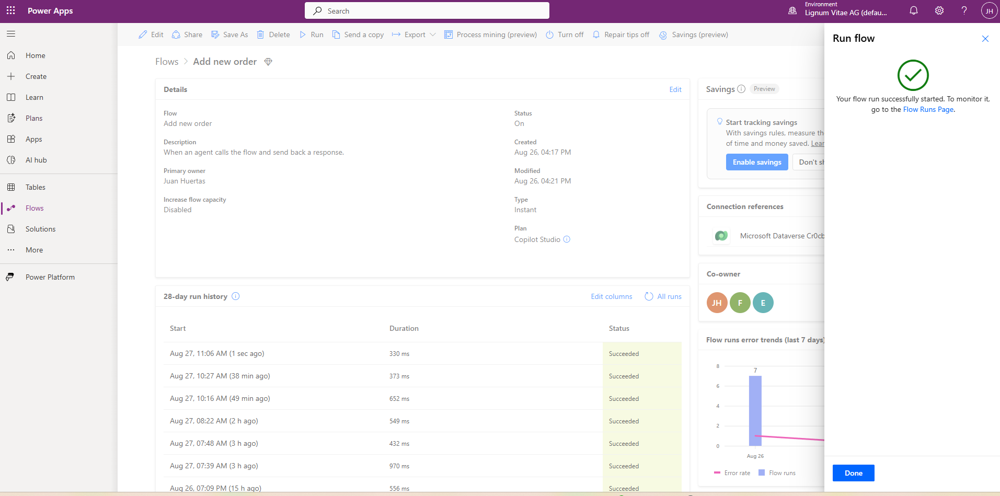 Power Apps
Search
Environment
Lignum Vitae AG (defau...
JH
Home
Create
Learn
Plans
Apps
AI hub
Tables
Flows
Solutions
More
Power Platform
Edit
Share
Save As
Delete
Run
Send a copy
Export
Process mining (preview)
Turn off
Repair tips off
Savings (preview)
Flows > Add new order
Details
Edit
Flow
Add new order
Description
When an agent calls the flow and send back a response.
Primary owner
Juan Huertas
Increase flow capacity
Disabled
Status
On
Created
Aug 26, 04:17 PM
Modified
Aug 26, 04:21 PM
Type
Instant
Plan
Copilot Studio
28-day run history
Edit columns
All runs
Start Duration Status
Aug 27, 11:06 AM (1 sec ago) 330 ms Succeeded
Aug 27, 10:27 AM (38 min ago) 373 ms Succeeded
Aug 27, 10:16 AM (49 min ago) 652 ms Succeeded
Aug 27, 08:22 AM (2 h ago) 549 ms Succeeded
Aug 27, 07:48 AM (3 h ago) 432 ms Succeeded
Aug 27, 07:39 AM (3 h ago) 970 ms Succeeded
Aug 26, 07:09 PM (15 h ago) 556 ms Succeeded
Savings Preview
Start tracking savings
With savings rules, measure th
of time and money saved. Lear
Enable savings
Don't sh
Connection references
Microsoft Dataverse Cr0cb
Co-owner
JH F E
Flow runs error trends (last 7 days)
8
7
6
4
2
0
Aug 26
Error rate
Flow runs
Run flow
Your flow run successfully started. To monitor it,
go to the Flow Runs Page.
Done